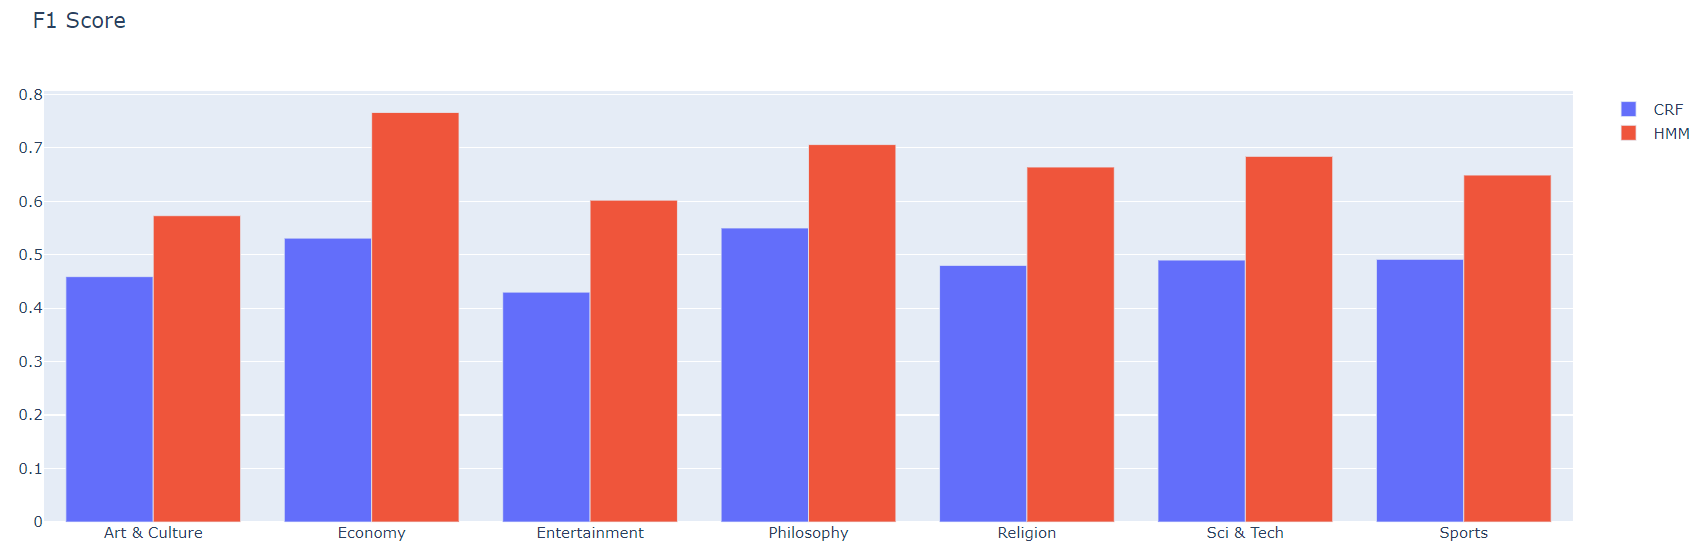 F1 Score
0.8
0.7
0.6
0.5
0.4
0.3
0.2
0.1
0
Art & Culture
Economy
Entertainment
Philosophy
Religion
Sci & Tech
Sports
CRF
HMM